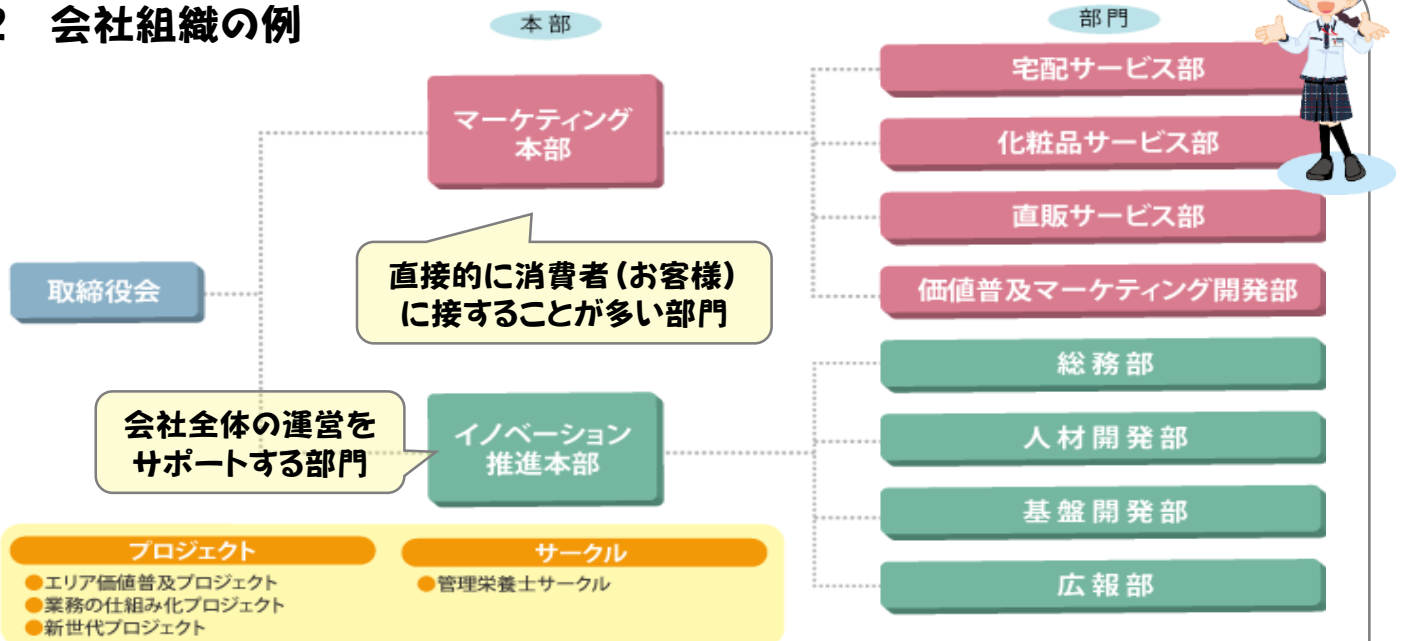 2 会社組織の例
本部
部門
取締役会
マーケティング
本部
直接的に消費者(お客様)
に接することが多い部門
宅配サービス部
化粧品サービス部
直販サービス部
価値普及マーケティング開発部
会社全体の運営を
サポートする部門
イノベーション
推進本部
総務部
人材開発部
基盤開発部
広報部
プロジェクト
●エリア価値普及プロジェクト
●業務の仕組み化プロジェクト
●新世代プロジェクト
サークル
●管理栄養士サークル